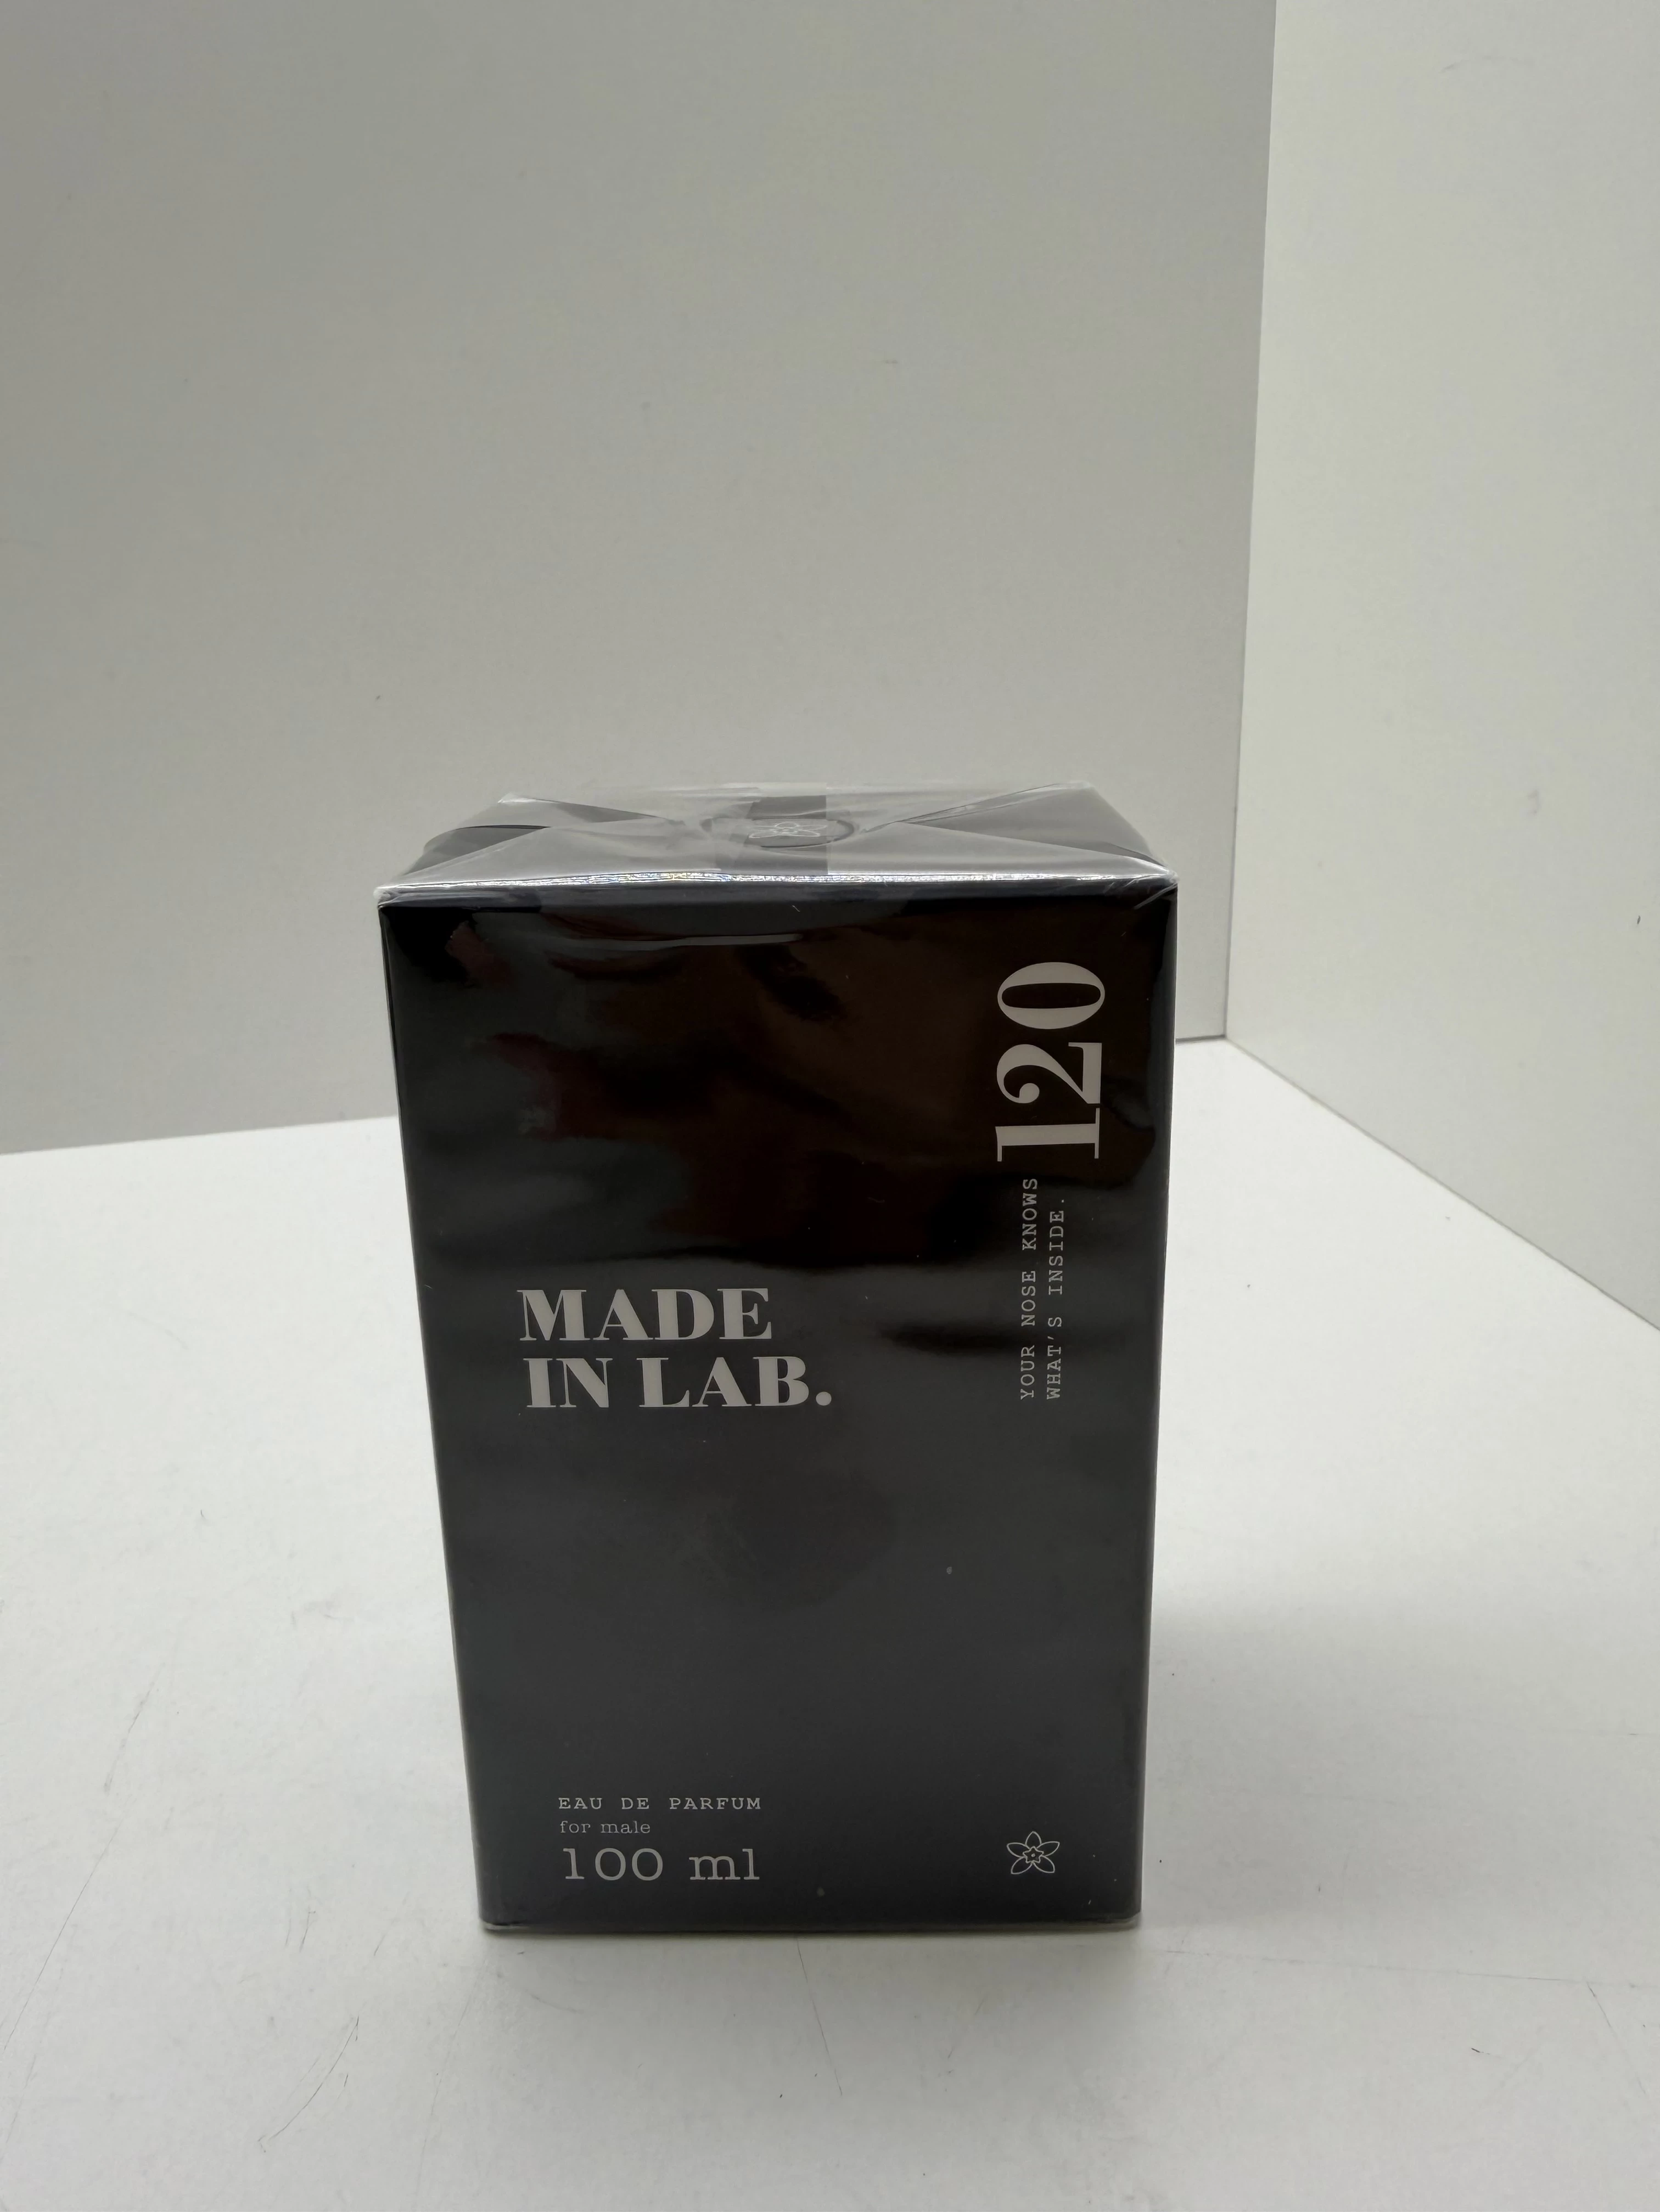 120
YOUR NOSE KNOWS
WHAT'S INSIDE.
MADE
IN LAB.
EAU DE PARFUM
for male
100 ml